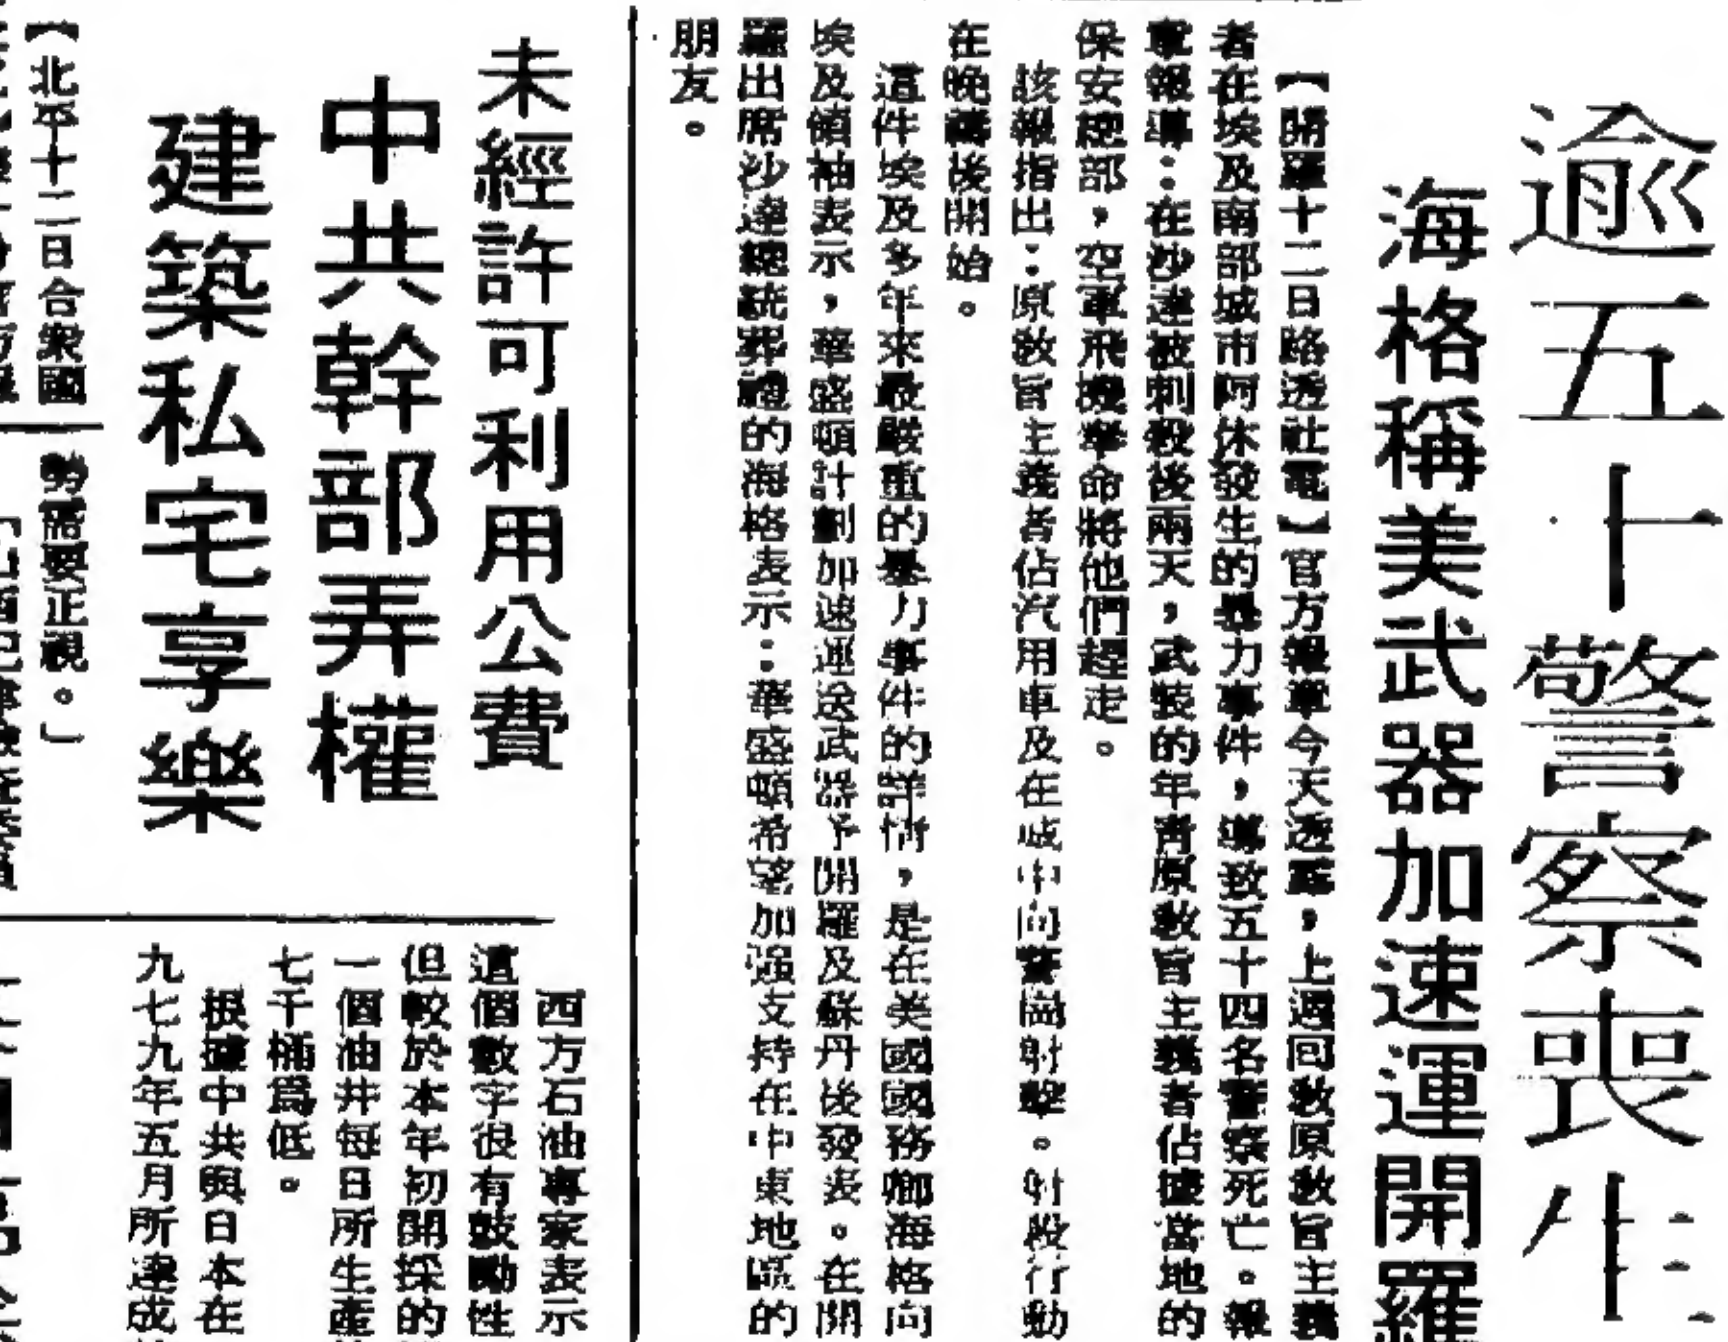 逾五十警察喪生
海格稱美武器加速運開羅
【開羅十二日路透社電】官方報章今天透露，上週回教原教旨主義
者在埃及南部城市阿休發生的暴力事件，導致五十四名警察死亡。報
章報導：在沙達被刺殺後兩天，武裝的年青原教旨主義者佔據當地的
保安總部，空軍飛機奉命將他們趕走。
該報指出：原教旨主義者佔汽用車及在城中向警崗射擊。射殺行動
在晚禱後開始。
這件埃及多年來最嚴重的暴力事件的詳情，是在美國國務卿海格向
埃及領袖表示，華盛頓計劃加速運送武器予開羅及蘇丹後發表。在開
羅出席沙達總統葬禮的海格表示：華盛頓希望加强支持在中東地區的
朋友。
未經許可利用公費
中共幹部弄權
建築私宅享樂
【北平十二日合衆國
勢需要正視。」
西方石油專家表示
這個數字很有鼓勵性
但較於本年初開採的
一個油井每日所生產
七千桶爲低。
根據中共與日本在
九七九年五月所達成